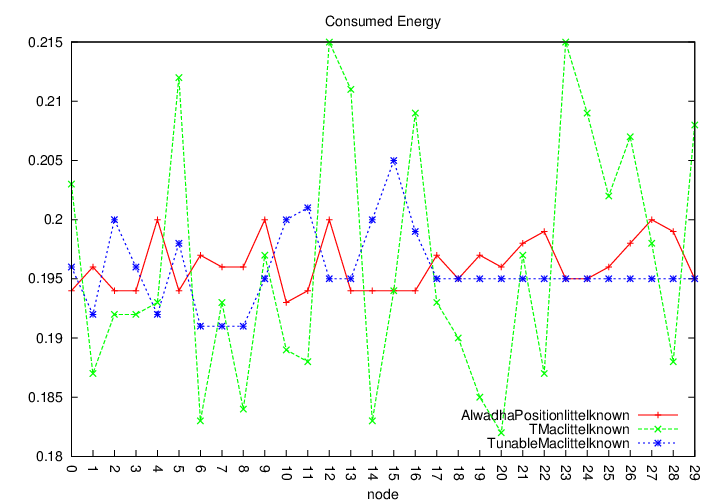 Consumed Energy
0.215
0.21
0.205
0.2
0.195
0.19
0.185
0.18
AlwadhaPositionlittelknown
TMaclittelknown
TunableMaclittelknown
0 1 2 3 4 5 6 7 8 9 10 11 12 13 14 15 16 17 18 19 20 21 22 23 24 25 26 27 28 29
node